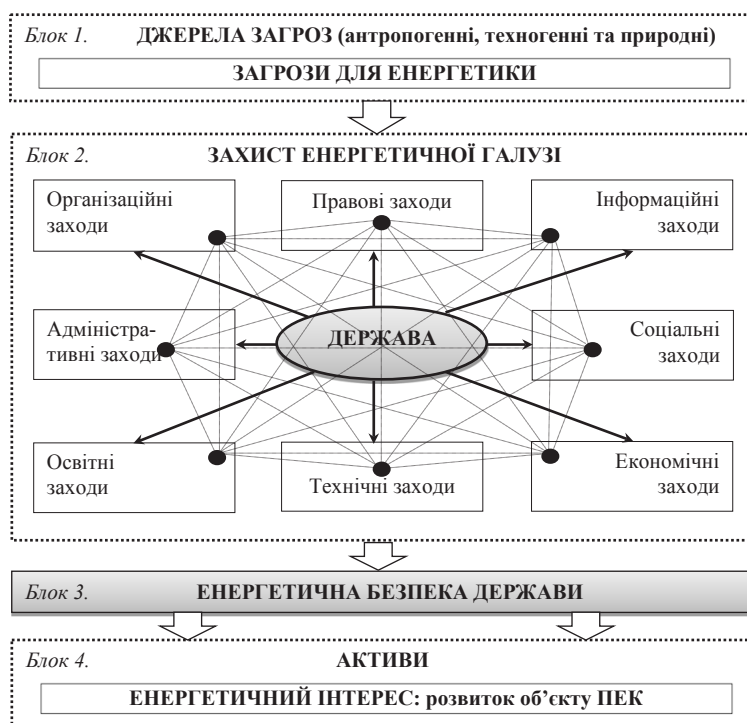 Блок 1. ДЖЕРЕЛА ЗАГРОЗ (антропогенні, техногенні та природні)
ЗАГРОЗИ ДЛЯ ЕНЕРГЕТИКИ
Блок 2. ЗАХИСТ ЕНЕРГЕТИЧНОЇ ГАЛУЗІ
Організаційні
заходи
Правові заходи
Інформаційні
заходи
Адміністра-
тивні заходи
ДЕРЖАВА
Соціальні
заходи
Освітні
заходи
Технічні заходи
Економічні
заходи
Блок 3. ЕНЕРГЕТИЧНА БЕЗПЕКА ДЕРЖАВИ
Блок 4. АКТИВИ
ЕНЕРГЕТИЧНИЙ ІНТЕРЕС: розвиток об’єкту ПЕК